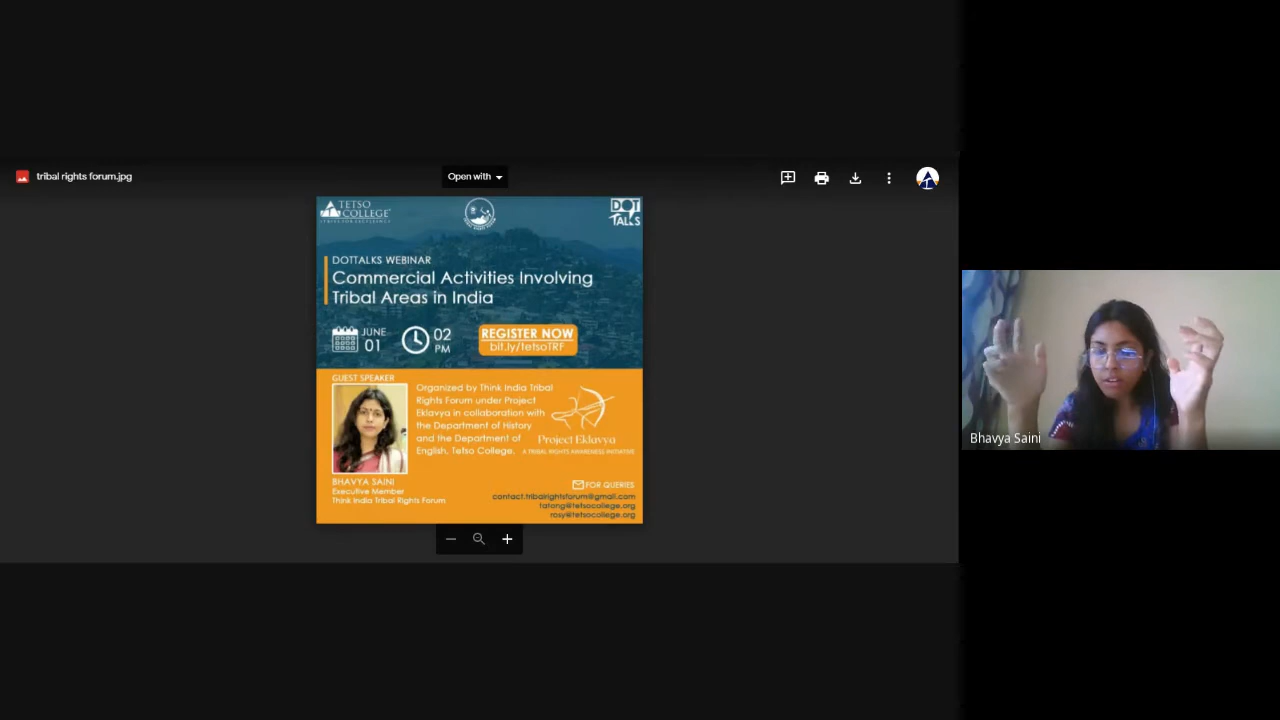 tribal rights forum.jpg
Open with
TETSO
COLLEGE
DOT
TALKS
DOTTALKS WEBINAR
Commercial Activities Involving
Tribal Areas in India
JUNE
01
02
PM
REGISTER NOW
bit.ly/tetsoTRF
GUEST SPEAKER
Organized by Think India Tribal
Rights Forum under Project
Eklavya in collaboration with
the Department of History
and the Department of
English, Tetso College.
Project Eklavya
A TRIBAL RIGHTS AWARENESS INITIATIVE
BHAVYA SAINI
Executive Member
Think India Tribal Rights Forum
FOR QUERIES
contact.tribalrightsforum@gmail.com
tatong@tetsocollege.org
rosy@tetsocollege.org
Bhavya Saini